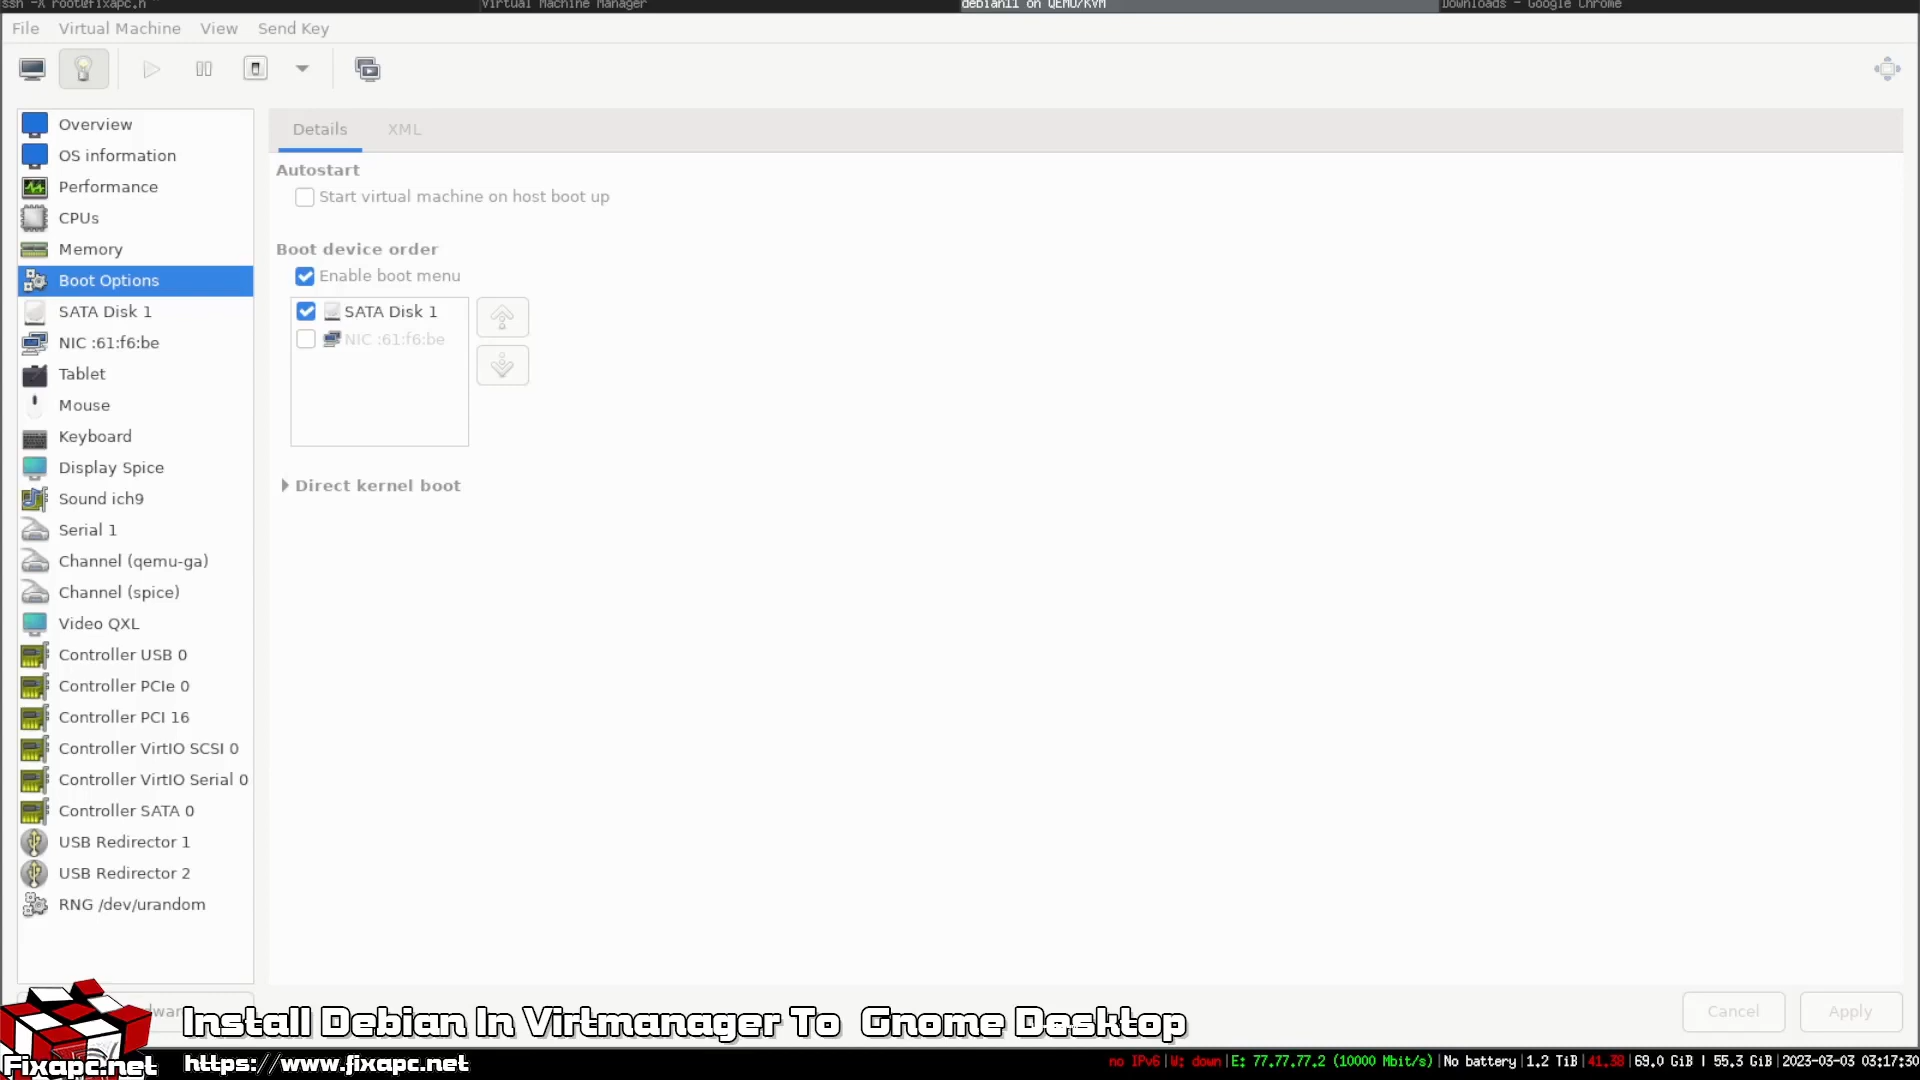 ssh -X root@fixapc.n
Virtual Machine Manager
debian11 on QEMU/KVM
Downloads - Google Chrome
File
Virtual Machine
View
Send Key
Overview
OS information
Performance
CPUs
Memory
Boot Options
SATA Disk 1
NIC :61:f6:be
Tablet
Mouse
Keyboard
Display Spice
Sound ich9
Serial 1
Channel (qemu-ga)
Channel (spice)
Video QXL
Controller USB 0
Controller PCIe 0
Controller PCI 16
Controller VirtIO SCSI 0
Controller VirtIO Serial 0
Controller SATA 0
USB Redirector 1
USB Redirector 2
RNG /dev/urandom
Details
XML
Autostart
Start virtual machine on host boot up
Boot device order
Enable boot menu
SATA Disk 1
NIC :61:f6:be
Direct kernel boot
Cancel
Apply
Install Debian In Virtmanager To Gnome Desktop
Fixapc.net
https://www.fixapc.net
no IPv6|W: down|E: 77.77.77.2 (10000 Mbit/s)|No battery|1.2 TiB|41.38|69.0 GiB | 55.3 GiB|2023-03-03 03:17:30